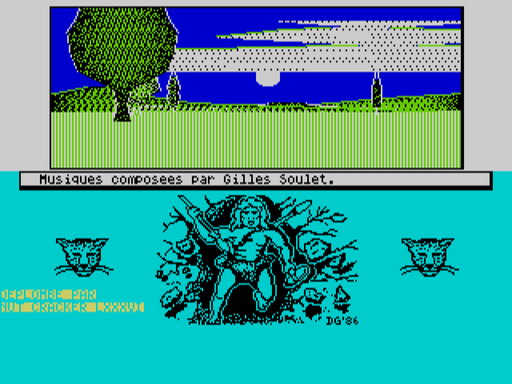 Musiques composees par Gilles Soulet.
DEPLOMBE PAR
NUT CRACKER LXXXVI
DG'86